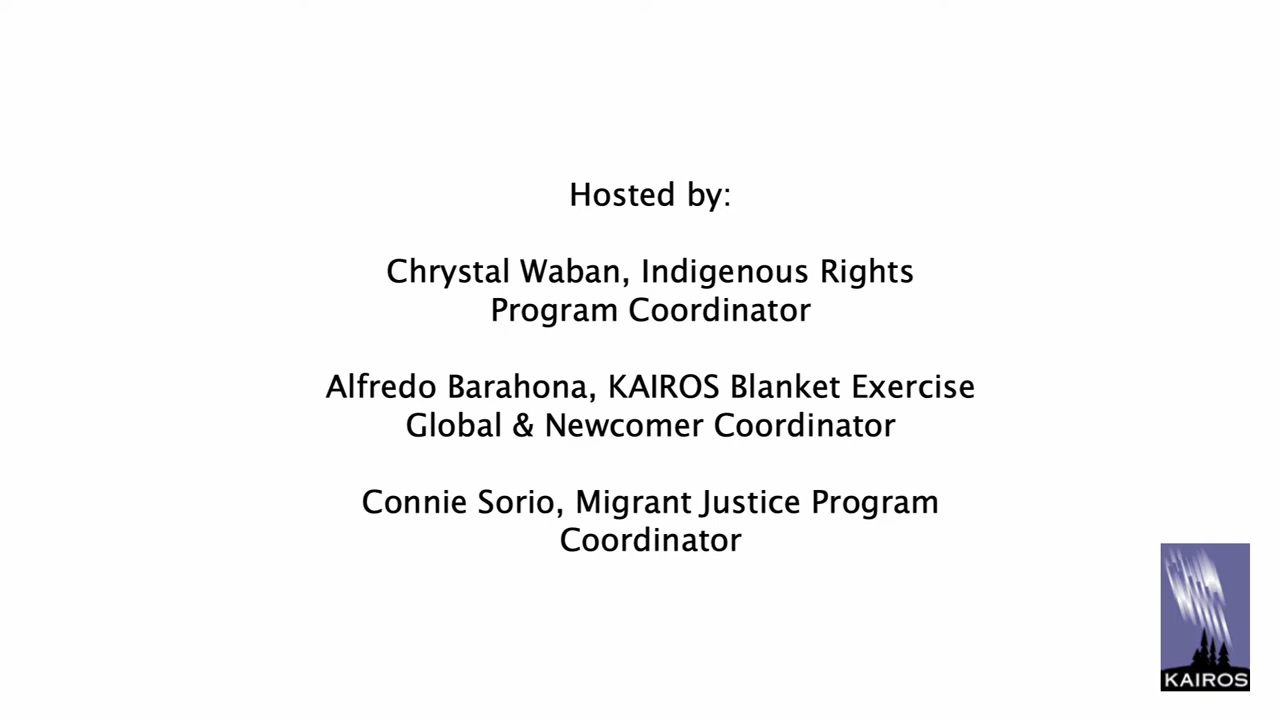 Hosted by:
Chrystal Waban, Indigenous Rights
Program Coordinator
Alfredo Barahona, KAIROS Blanket Exercise
Global & Newcomer Coordinator
Connie Sorio, Migrant Justice Program
Coordinator
KAIROS